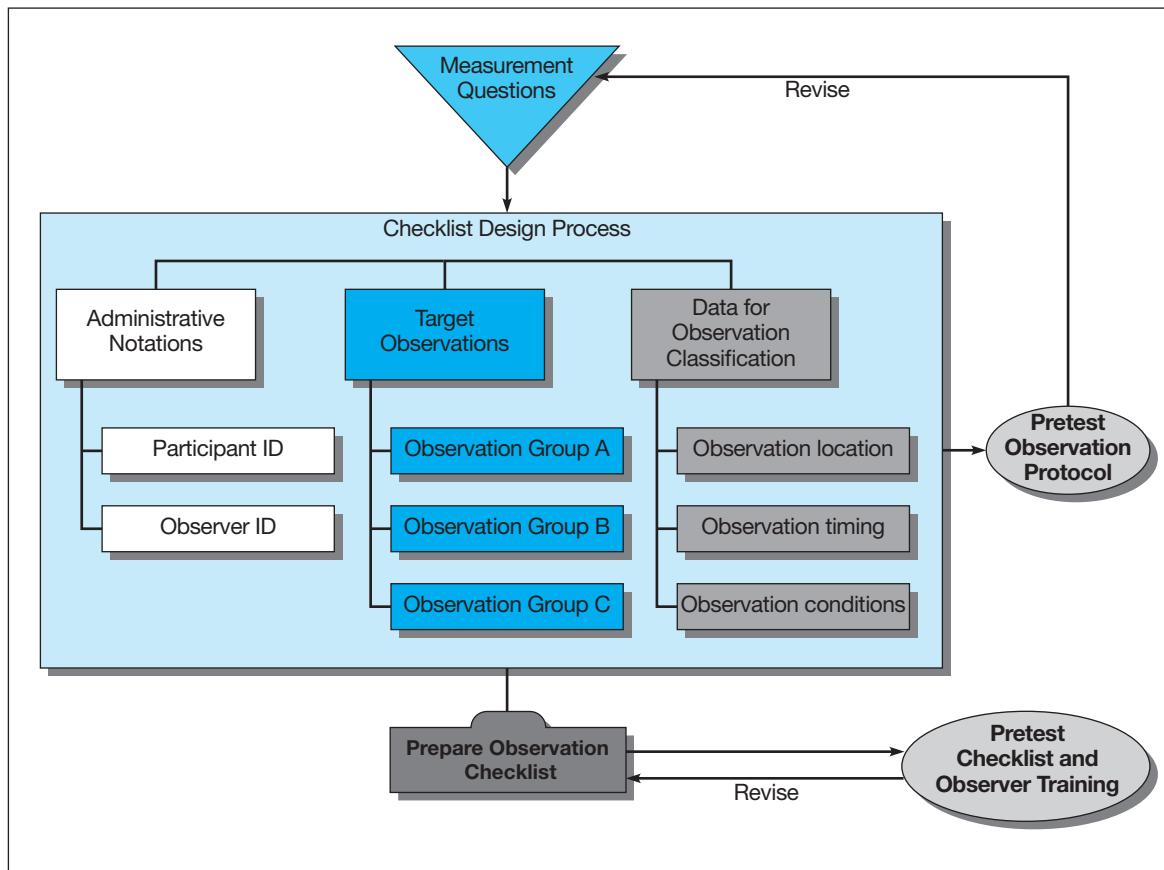 Measurement
Questions
Revise
Checklist Design Process
Administrative
Notations
Target
Observations
Data for
Observation
Classification
Participant ID
Observation Group A
Observation location
Pretest
Observation
Protocol
Observer ID
Observation Group B
Observation timing
Observation Group C
Observation conditions
Prepare Observation
Checklist
Revise
Pretest
Checklist and
Observer Training